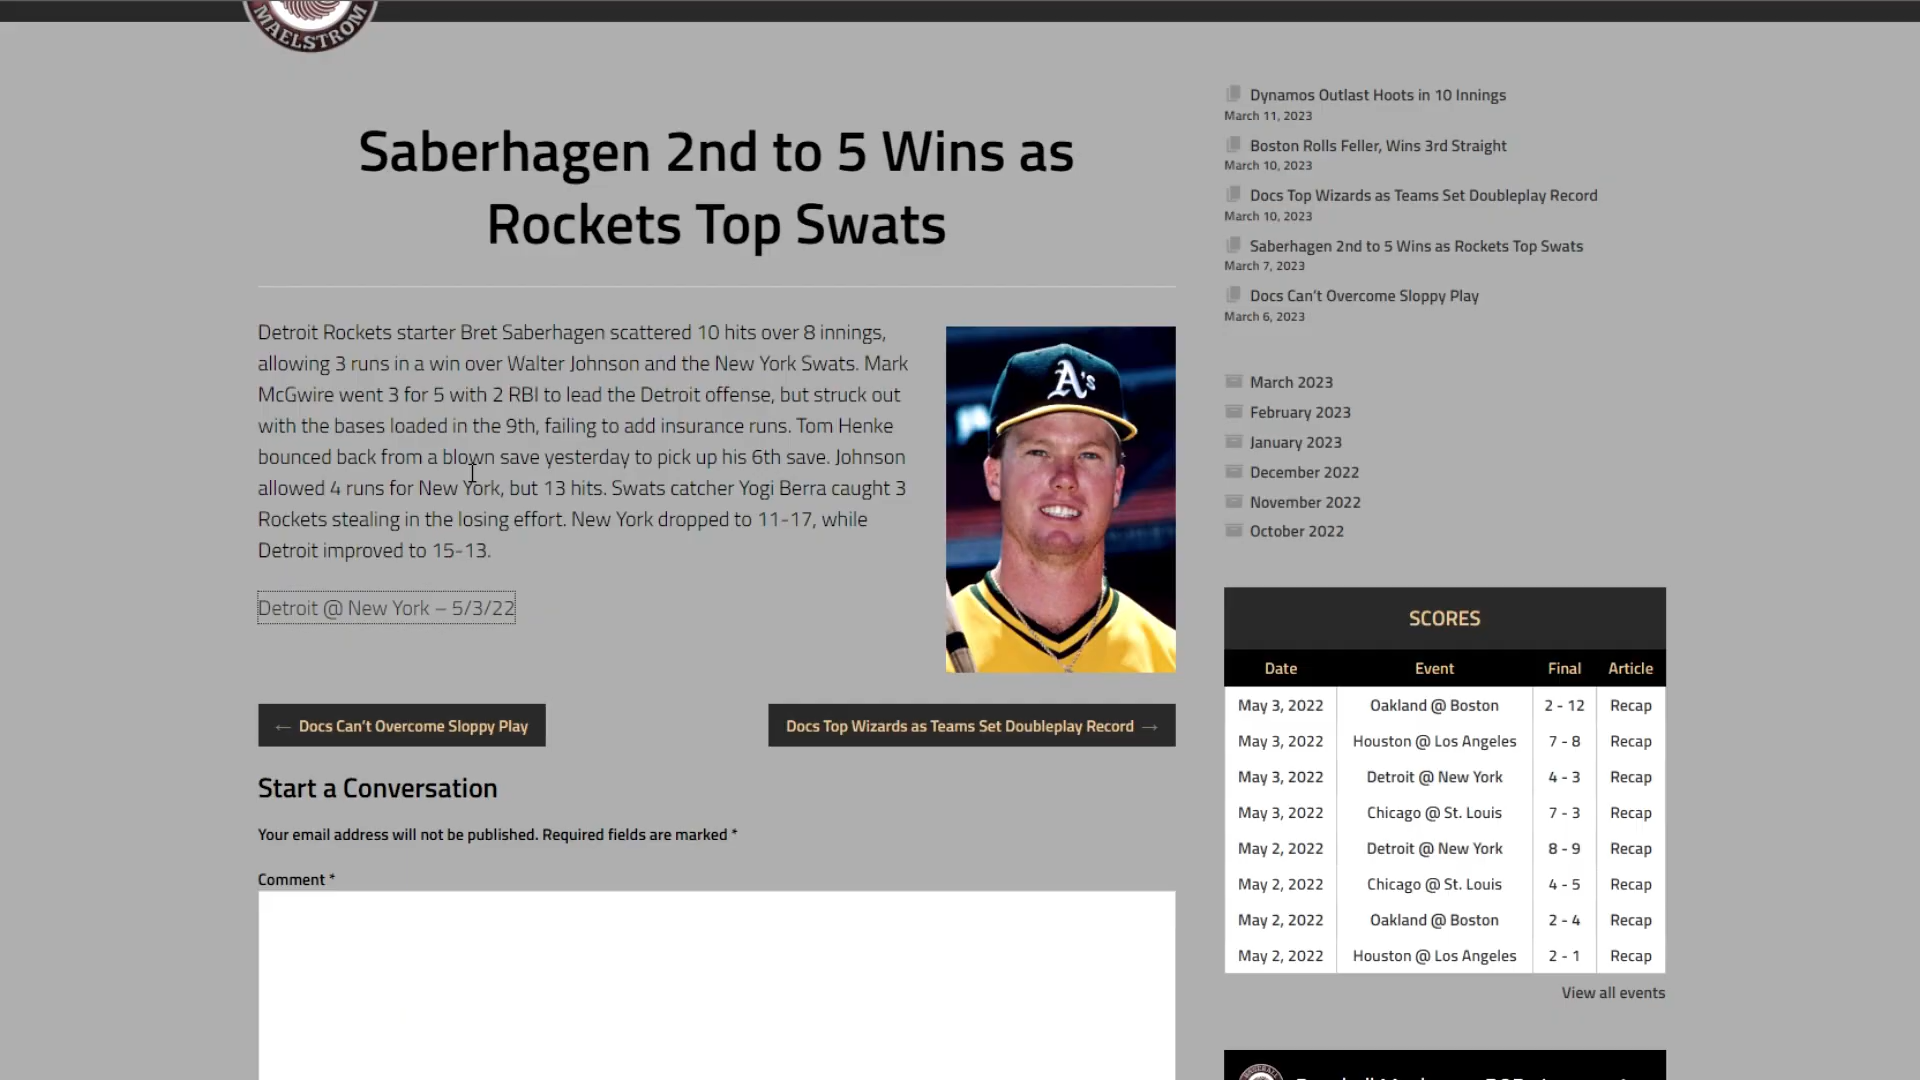 MAELSTROM
Saberhagen 2nd to 5 Wins as
Rockets Top Swats
Detroit Rockets starter Bret Saberhagen scattered 10 hits over 8 innings,
allowing 3 runs in a win over Walter Johnson and the New York Swats. Mark
McGwire went 3 for 5 with 2 RBI to lead the Detroit offense, but struck out
with the bases loaded in the 9th, failing to add insurance runs. Tom Henke
bounced back from a blown save yesterday to pick up his 6th save. Johnson
allowed 4 runs for New York, but 13 hits. Swats catcher Yogi Berra caught 3
Rockets stealing in the losing effort. New York dropped to 11-17, while
Detroit improved to 15-13.
A's
Detroit @ New York – 5/3/22
← Docs Can’t Overcome Sloppy Play
Docs Top Wizards as Teams Set Doubleplay Record →
Start a Conversation
Your email address will not be published. Required fields are marked *
Comment *
Dynamos Outlast Hoots in 10 Innings
March 11, 2023
Boston Rolls Feller, Wins 3rd Straight
March 10, 2023
Docs Top Wizards as Teams Set Doubleplay Record
March 10, 2023
Saberhagen 2nd to 5 Wins as Rockets Top Swats
March 7, 2023
Docs Can’t Overcome Sloppy Play
March 6, 2023
March 2023
February 2023
January 2023
December 2022
November 2022
October 2022
SCORES
Date Event Final Article
May 3, 2022 Oakland @ Boston 2 - 12 Recap
May 3, 2022 Houston @ Los Angeles 7 - 8 Recap
May 3, 2022 Detroit @ New York 4 - 3 Recap
May 3, 2022 Chicago @ St. Louis 7 - 3 Recap
May 2, 2022 Detroit @ New York 8 - 9 Recap
May 2, 2022 Chicago @ St. Louis 4 - 5 Recap
May 2, 2022 Oakland @ Boston 2 - 4 Recap
May 2, 2022 Houston @ Los Angeles 2 - 1 Recap
View all events